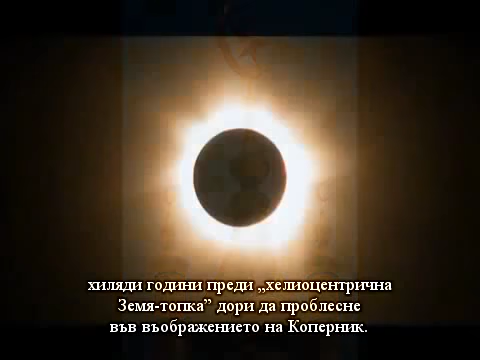 хиляди години преди „хелиоцентрична
Земя-топка” дори да проблесне
във въображението на Коперник.